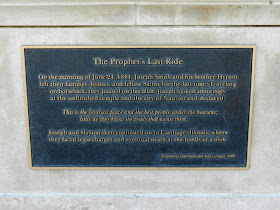 The Prophet's Last Ride
On the morning of June 24, 1844, Joseph Smith and his brother Hyrum
left their families, homes, and fellow Saints for the last time. Traveling
on horseback, they paused on this bluff. Joseph looked admiringly
at the unfinished temple and the city of Nauvoo and declared:
This is the loveliest place and the best people under the heavens;
little do they know the trials that await them.
Joseph and Hyrum then continued on to Carthage, Illinois, where
they faced legal charges and eventual death at the hands of a mob.